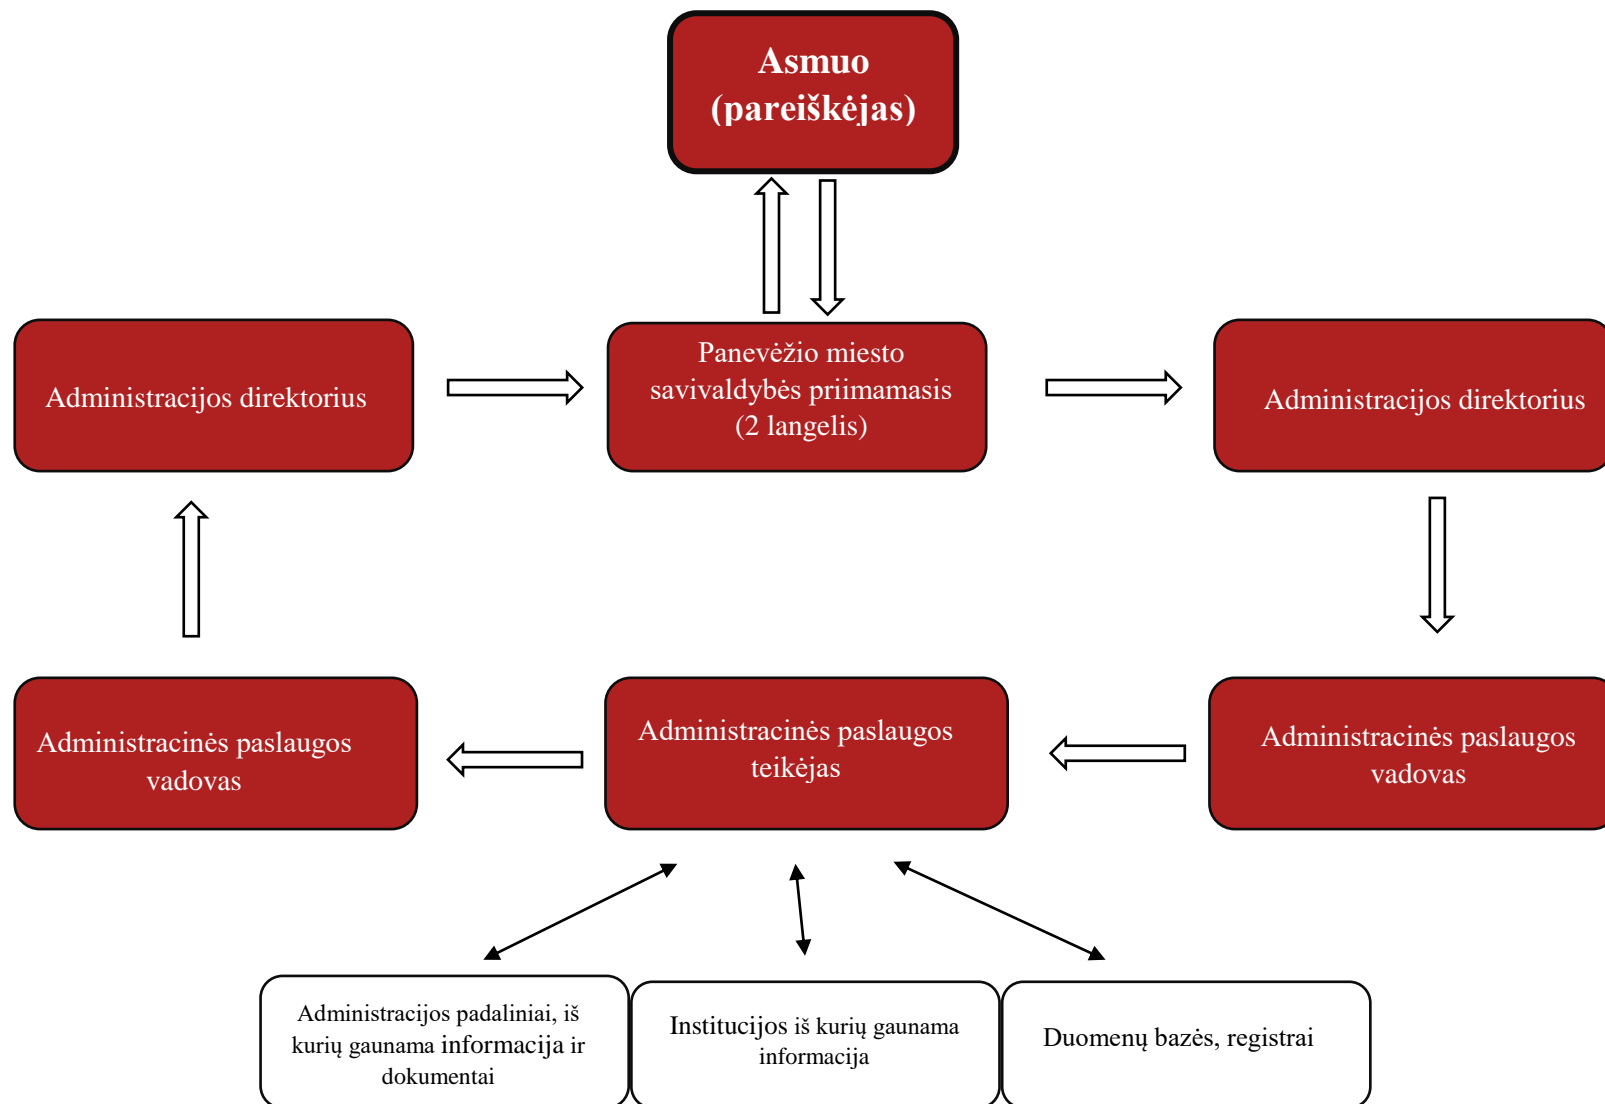 Asmuo
(pareiškėjas)
Administracijos direktorius
Panevėžio miesto
savivaldybės priimamasis
(2 langelis)
Administracijos direktorius
Administracinės paslaugos
vadovas
Administracinės paslaugos
teikėjas
Administracinės paslaugos
vadovas
Administracijos padaliniai, iš
kurių gaunama informacija ir
dokumentai
Institucijos iš kurių gaunama
informacija
Duomenų bazės, registrai